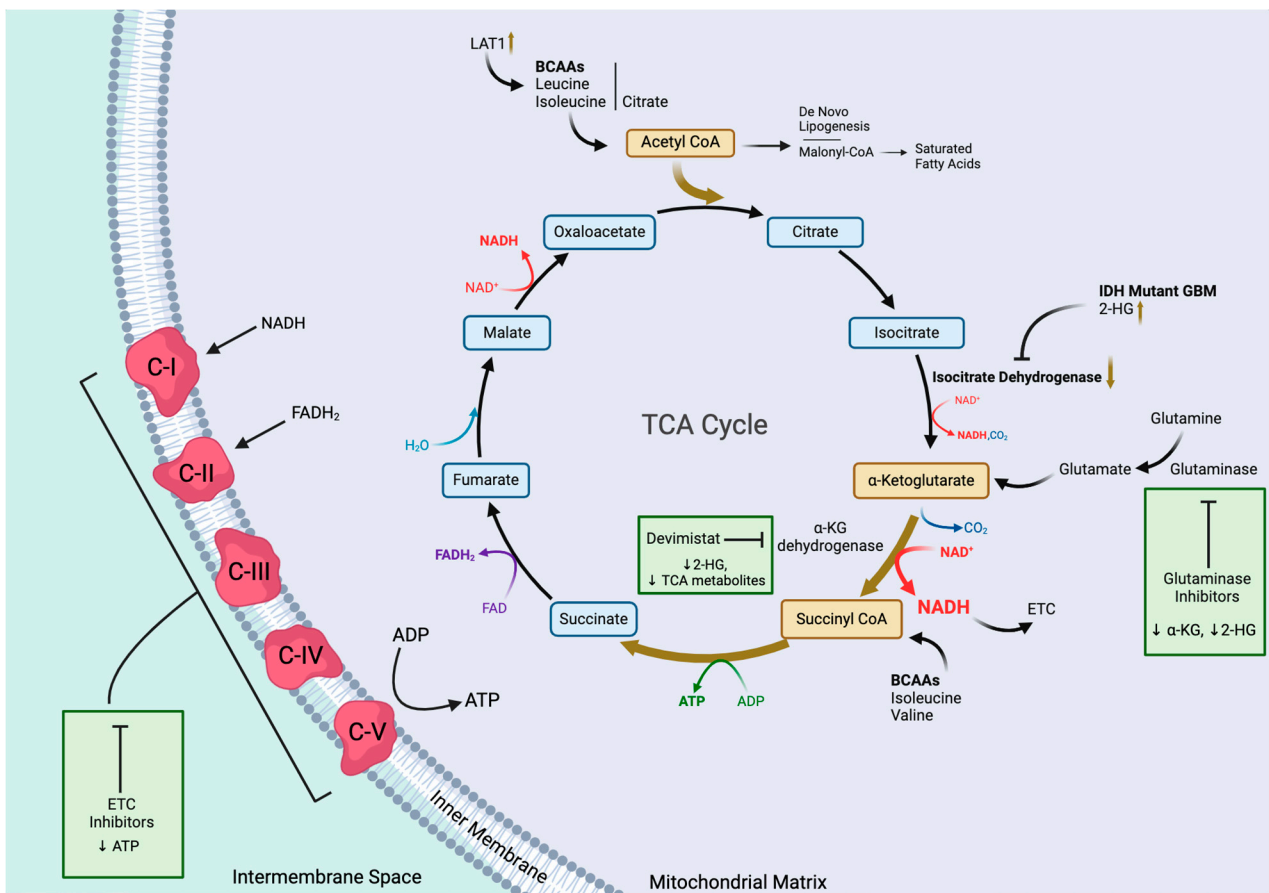 LAT1
BCAAs
Leucine
Isoleucine
Citrate
Acetyl CoA
De Novo
Lipogenesis
Malonyl-CoA
Saturated
Fatty Acids
Oxaloacetate
Citrate
NADH
NAD⁺
Malate
Isocitrate
IDH Mutant GBM
2-HG
Isocitrate Dehydrogenase
NAD⁺
NADH,CO₂
TCA Cycle
H₂O
Fumarate
α-Ketoglutarate
Glutamate
Glutamine
Glutaminase
CO₂
Devimistat
↓2-HG,
↓ TCA metabolites
α-KG
dehydrogenase
NAD⁺
NADH
ETC
Glutaminase
Inhibitors
↓ α-KG, ↓2-HG
FADH₂
FAD
Succinate
Succinyl CoA
ATP
ADP
BCAAs
Isoleucine
Valine
NADH
C-I
FADH₂
C-II
C-III
C-IV
C-V
ADP
ATP
ETC
Inhibitors
↓ ATP
Inner Membrane
Intermembrane Space
Mitochondrial Matrix